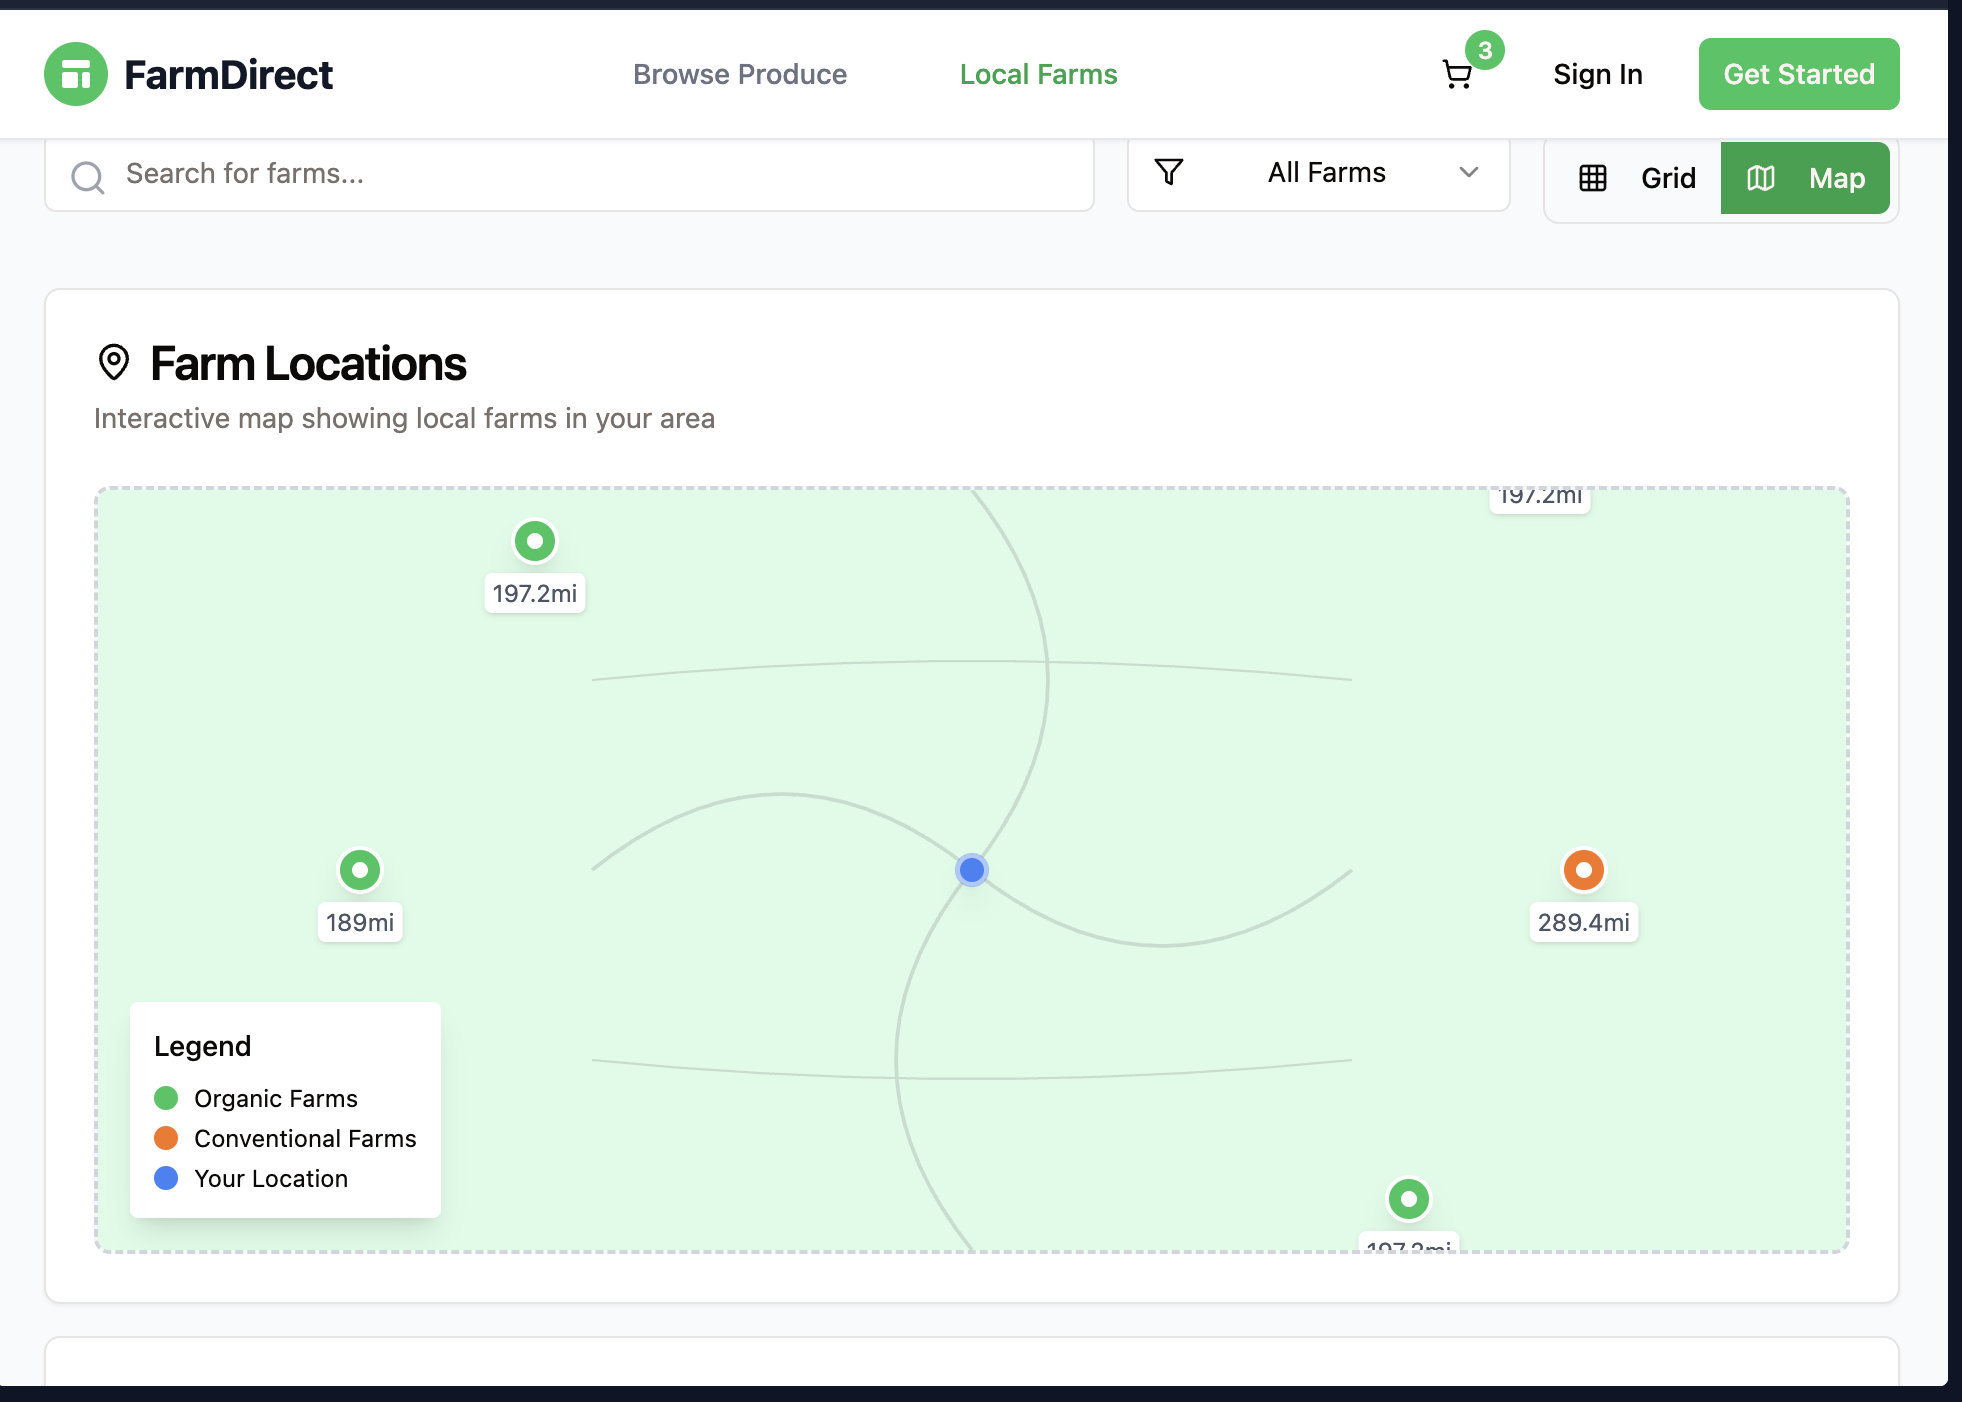 FarmDirect
Browse Produce
Local Farms
3
Sign In
Get Started
Search for farms...
All Farms
Grid
Map
Farm Locations
Interactive map showing local farms in your area
197.2mi
197.2mi
189mi
289.4mi
Legend
Organic Farms
Conventional Farms
Your Location
197.2mi